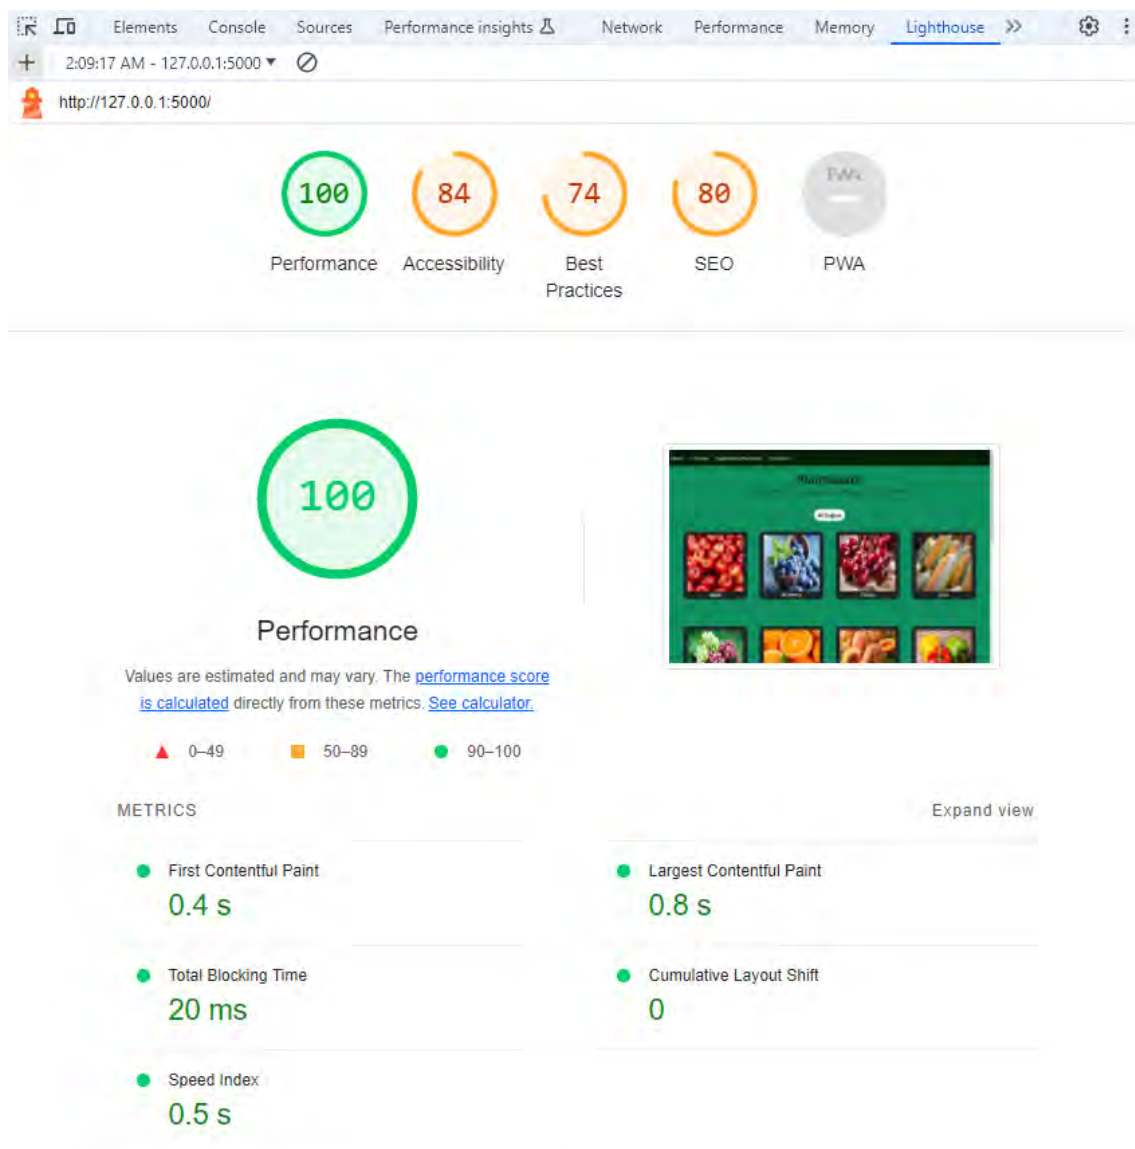 Elements Console Sources Performance insights Network Performance Memory Lighthouse
2:09:17 AM - 127.0.0.1:5000
http://127.0.0.1:5000/
100 84 74 80 PWA
Performance Accessibility Best Practices SEO PWA
100
Performance
Values are estimated and may vary. The performance score
is calculated directly from these metrics. See calculator.
0–49 50–89 90–100
METRICS Expand view
First Contentful Paint
0.4 s
Largest Contentful Paint
0.8 s
Total Blocking Time
20 ms
Cumulative Layout Shift
0
Speed Index
0.5 s